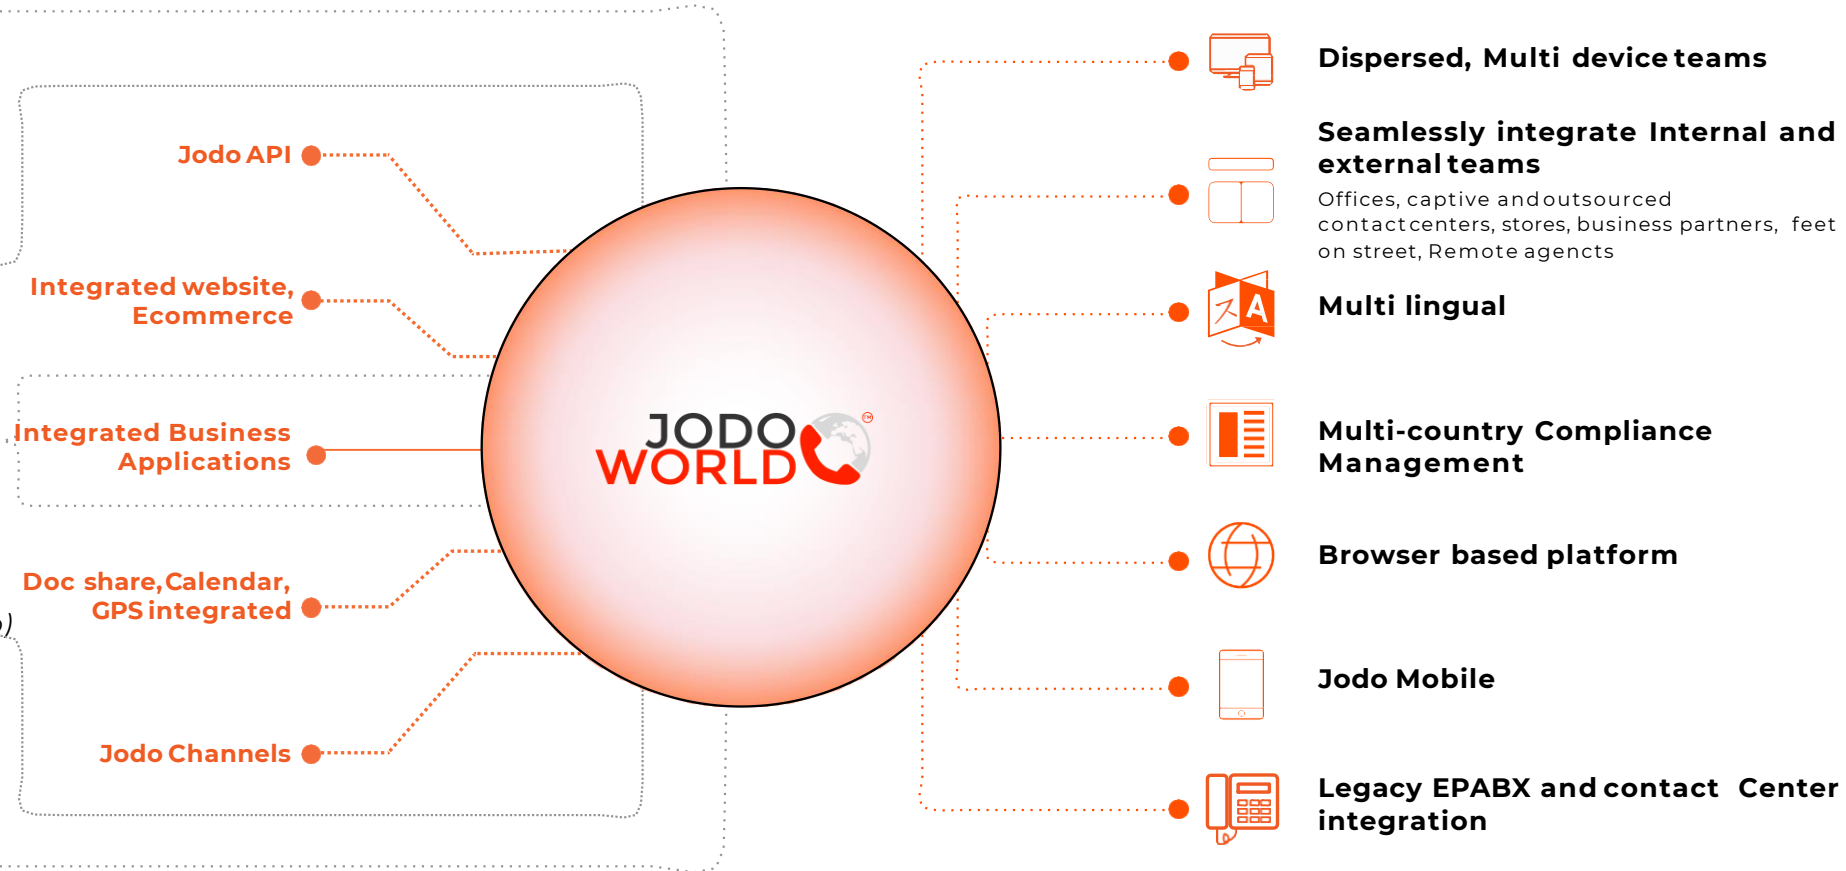 Jodo API
Integrated website,
Ecommerce
Integrated Business
Applications
Doc share, Calendar,
GPS integrated
)
Jodo Channels
JODO
WORLD
TM
Dispersed, Multi device teams
Seamlessly integrate Internal and
external teams
Offices, captive and outsourced
contact centers, stores, business partners, feet
on street, Remote agencts
A
Multi lingual
Multi-country Compliance
Management
Browser based platform
Jodo Mobile
Legacy EPABX and contact Center
integration